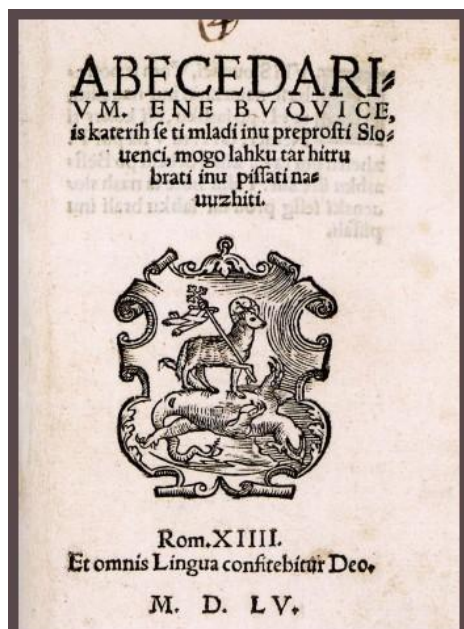 (4
ABECEDARI⸗
VM. ENE BVQVICE,
is katerih ſe ti mladi inu preproſti Slo⸗
uenci, mogo lahku tar hitru
brati inu piſſati na⸗
uuzhiti.
Rom. XIIII.
Et omnis Lingua confitebitur Deo.
M. D. LV.